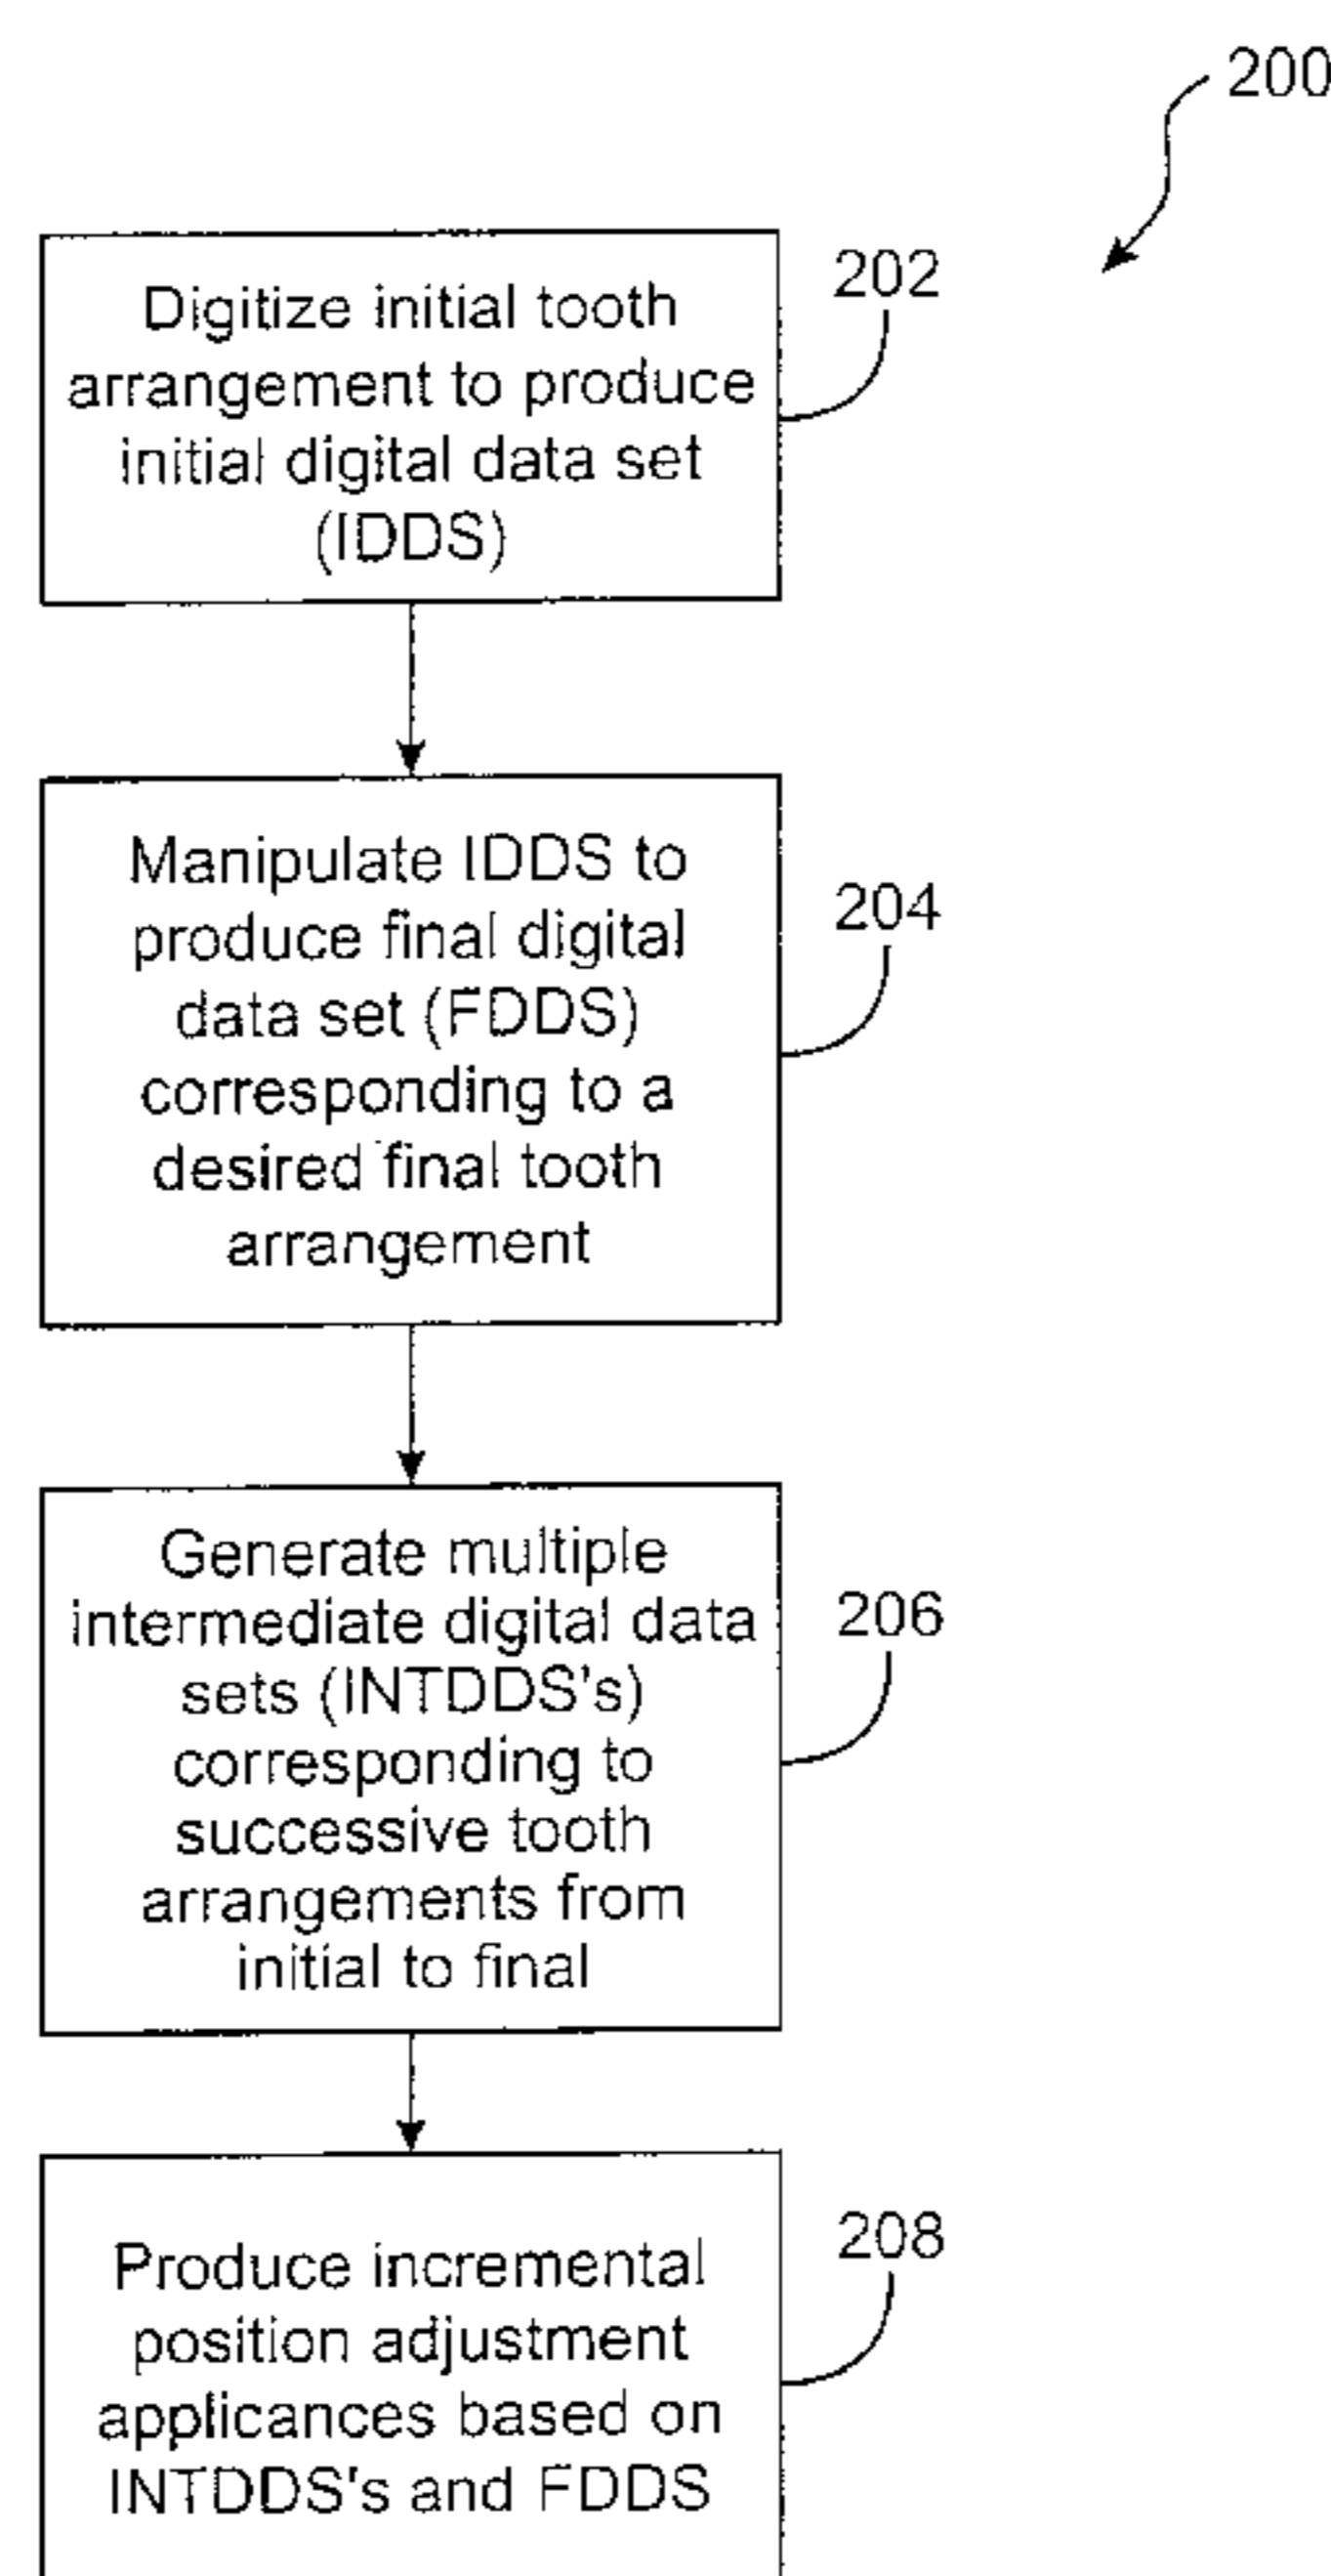 200
Digitize initial tooth
arrangement to produce
initial digital data set
(IDDS)
202
Manipulate IDDS to
produce final digital
data set (FDDS)
corresponding to a
desired final tooth
arrangement
204
Generate multiple
intermediate digital data
sets (INTDDS's)
corresponding to
successive tooth
arrangements from
initial to final
206
Produce incremental
position adjustment
applicances based on
INTDDS's and FDDS
208